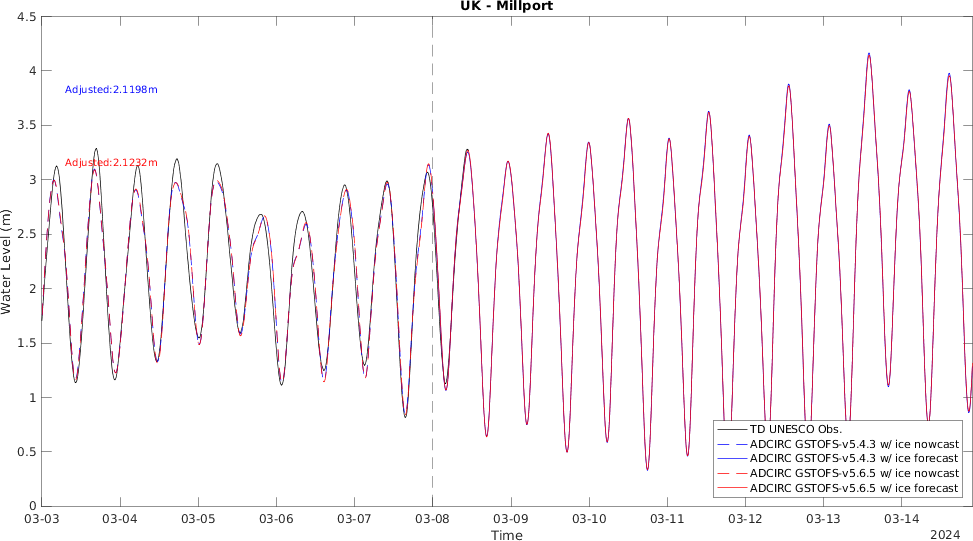 UK - Millport
4.5
4
3.5
3
2.5
2
1.5
1
0.5
0
Water Level (m)
Adjusted:2.1198m
Adjusted:2.1232m
TD UNESCO Obs.
ADCIRC GSTOFS-v5.4.3 w/ ice nowcast
ADCIRC GSTOFS-v5.4.3 w/ ice forecast
ADCIRC GSTOFS-v5.6.5 w/ ice nowcast
ADCIRC GSTOFS-v5.6.5 w/ ice forecast
03-03 03-04 03-05 03-06 03-07 03-08 03-09 03-10 03-11 03-12 03-13 03-14
Time
2024